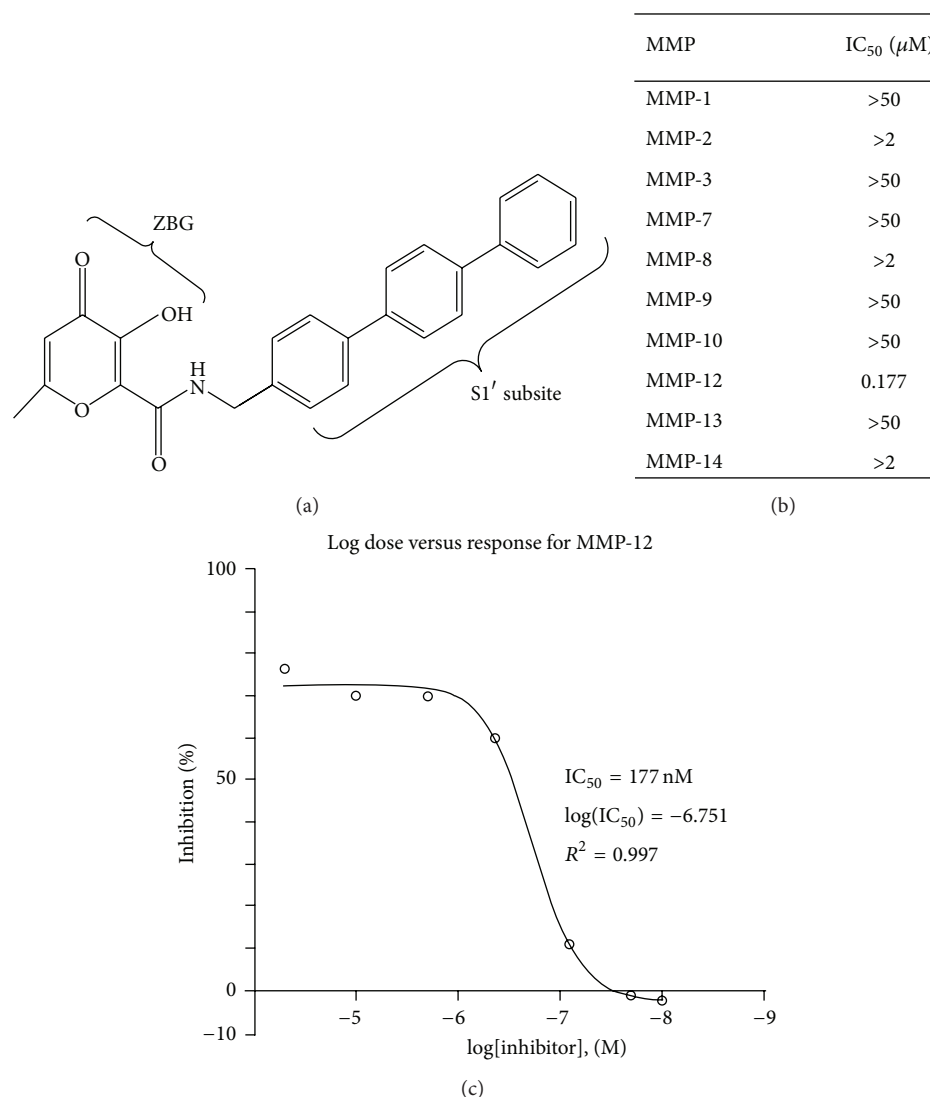 ZBG
O
OH
H
N
O
O
S1′ subsite
(a)
MMP IC₅₀ (μM)
MMP-1 >50
MMP-2 >2
MMP-3 >50
MMP-7 >50
MMP-8 >2
MMP-9 >50
MMP-10 >50
MMP-12 0.177
MMP-13 >50
MMP-14 >2
(b)
Log dose versus response for MMP-12
100
50
0
−10
Inhibition (%)
IC₅₀ = 177 nM
log(IC₅₀) = −6.751
R² = 0.997
−5 −6 −7 −8 −9
log[inhibitor], (M)
(c)